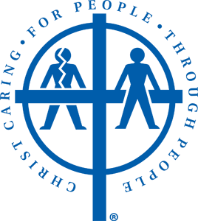 CHRIST CARING • FOR PEOPLE • THROUGH PEOPLE
®